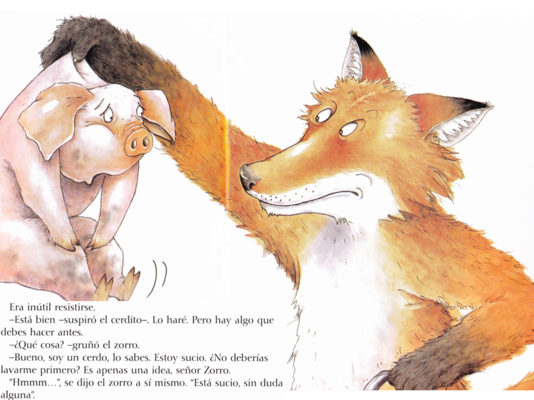 Era inútil resistirse.
–Está bien –suspiró el cerdito–. Lo haré. Pero hay algo que
debes hacer antes.
–¿Qué cosa? –gruñó el zorro.
–Bueno, soy un cerdo, lo sabes. Estoy sucio. ¿No deberías
lavarme primero? Es apenas una idea, señor Zorro.
“Hmmm…”, se dijo el zorro a sí mismo. “Está sucio, sin duda
alguna”.